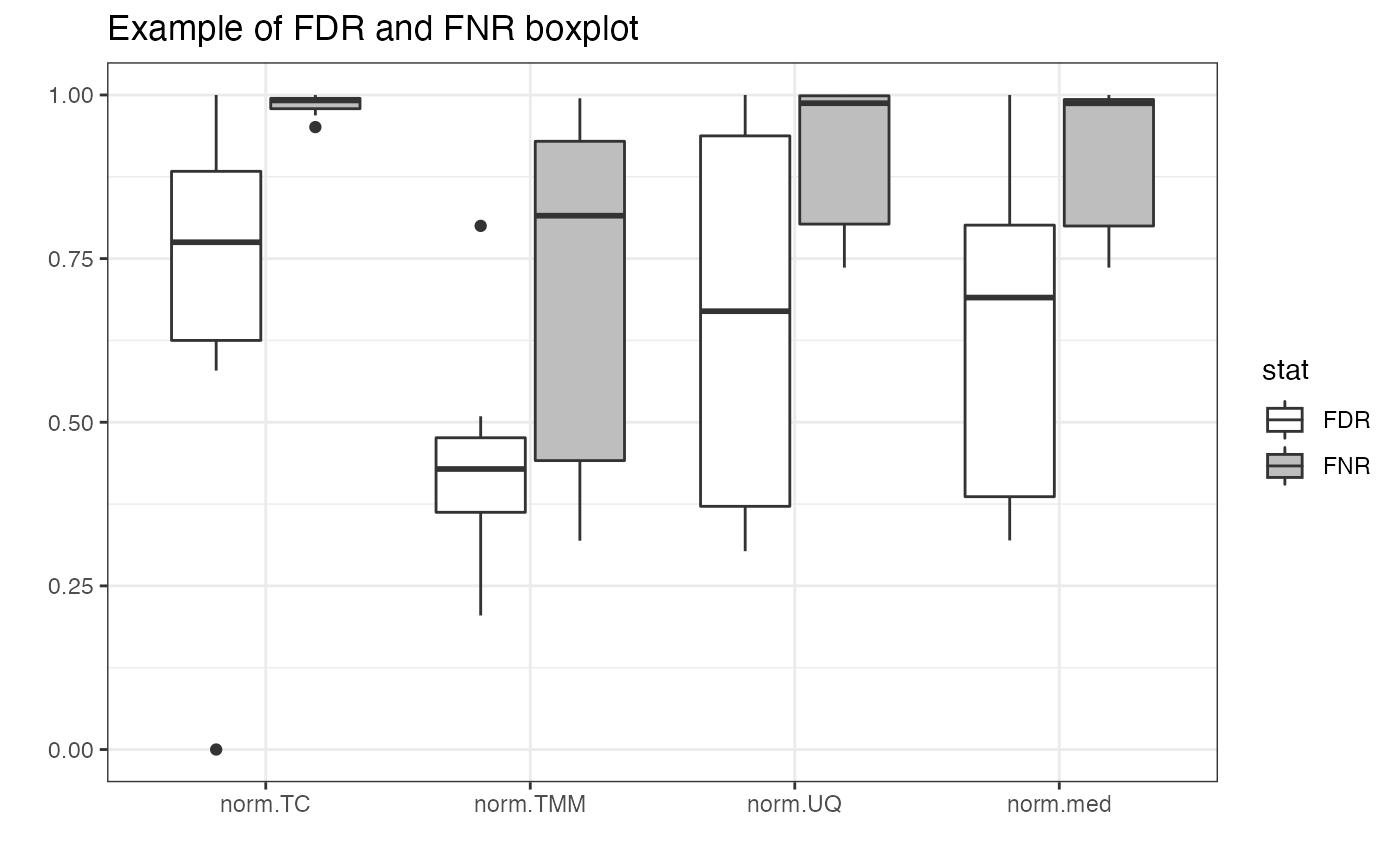 Example of FDR and FNR boxplot
1.00
0.75
0.50
0.25
0.00
norm.TC norm.TMM norm.UQ norm.med
stat
FDR
FNR